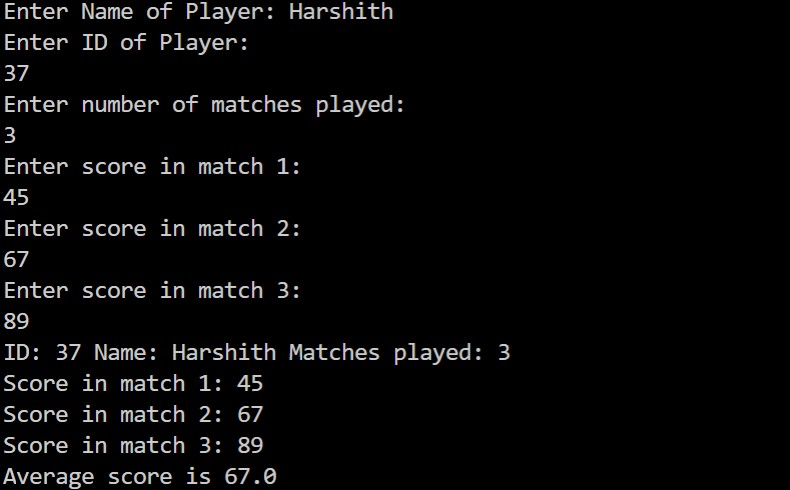 Enter Name of Player: Harshith
Enter ID of Player:
37
Enter number of matches played:
3
Enter score in match 1:
45
Enter score in match 2:
67
Enter score in match 3:
89
ID: 37 Name: Harshith Matches played: 3
Score in match 1: 45
Score in match 2: 67
Score in match 3: 89
Average score is 67.0